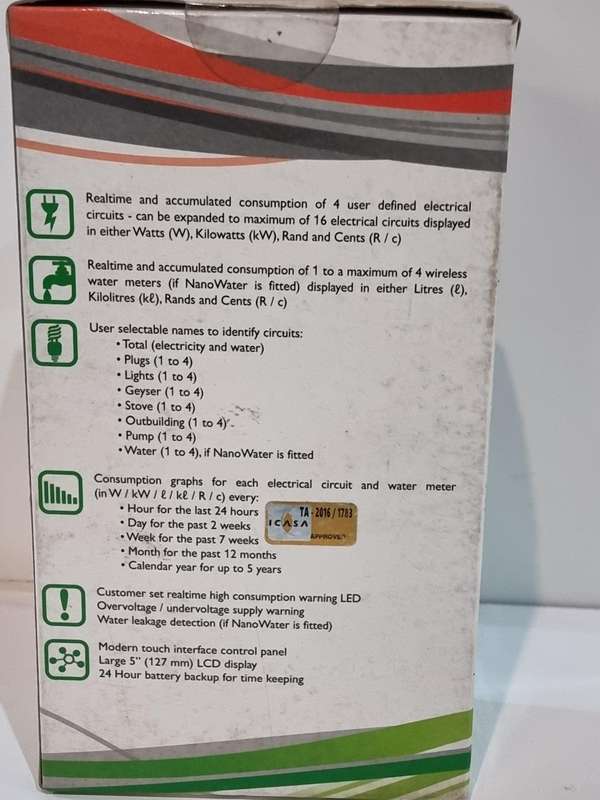 Realtime and accumulated consumption of 4 user defined electrical
circuits - can be expanded to maximum of 16 electrical circuits displayed
in either Watts (W), Kilowatts (kW), Rand and Cents (R / c)
Realtime and accumulated consumption of 1 to a maximum of 4 wireless
water meters (if NanoWater is fitted) displayed in either Litres (ℓ),
Kilolitres (kℓ), Rands and Cents (R / c)
User selectable names to identify circuits:
• Total (electricity and water)
• Plugs (1 to 4)
• Lights (1 to 4)
• Geyser (1 to 4)
• Stove (1 to 4)
• Outbuilding (1 to 4)
• Pump (1 to 4)
• Water (1 to 4), if NanoWater is fitted
Consumption graphs for each electrical circuit and water meter
(in W / kW / ℓ / kℓ / R / c) every:
• Hour for the last 24 hours
• Day for the past 2 weeks
• Week for the past 7 weeks
• Month for the past 12 months
• Calendar year for up to 5 years
TA - 2016 / 1783
ICASA
APPROVED
Customer set realtime high consumption warning LED
Overvoltage / undervoltage supply warning
Water leakage detection (if NanoWater is fitted)
Modern touch interface control panel
Large 5" (127 mm) LCD display
24 Hour battery backup for time keeping